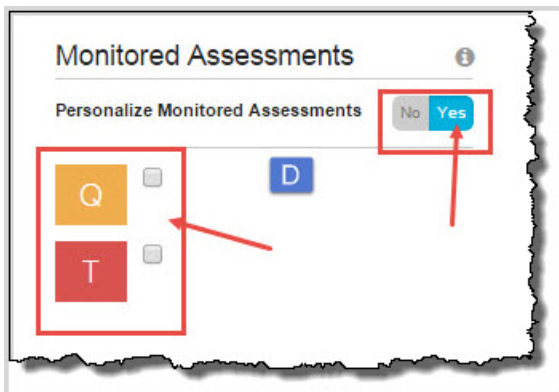 Monitored Assessments
Personalize Monitored Assessments No Yes
Q D
T